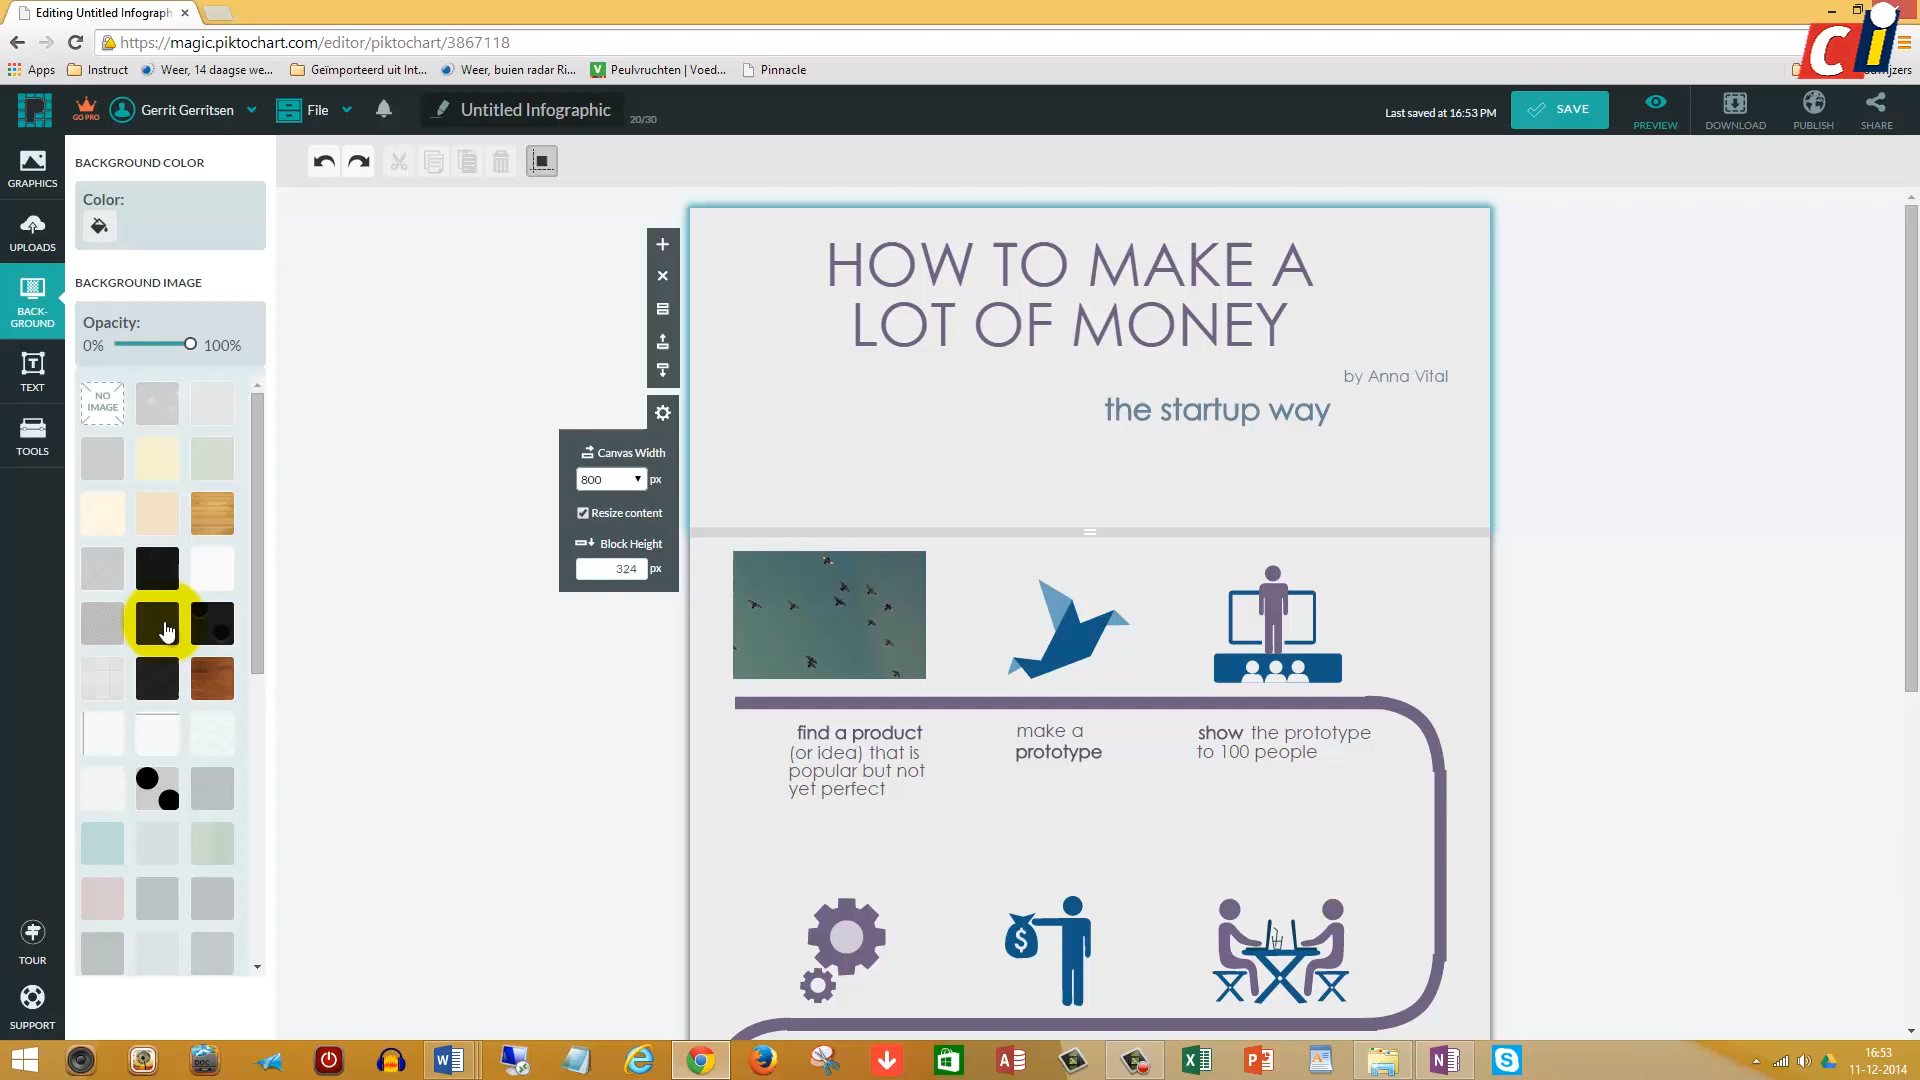 Editing Untitled Infograph
https://magic.piktochart.com/editor/piktochart/3867118
Apps
Instruct
Weer, 14 daagse we...
Geïmporteerd uit Int...
Weer, buien radar Ri...
Peulvruchten | Voed...
Pinnacle
ci
GO PRO
Gerrit Gerritsen
File
Untitled Infographic
20/30
Last saved at 16:53 PM
SAVE
PREVIEW
DOWNLOAD
PUBLISH
SHARE
GRAPHICS
UPLOADS
BACK-
GROUND
TEXT
TOOLS
TOUR
SUPPORT
BACKGROUND COLOR
Color:
BACKGROUND IMAGE
Opacity:
0%
100%
NO
IMAGE
Canvas Width
800
px
Resize content
Block Height
324
px
HOW TO MAKE A
LOT OF MONEY
by Anna Vital
the startup way
find a product
(or idea) that is
popular but not
yet perfect
make a
prototype
show the prototype
to 100 people
$
16:53
11-12-2014